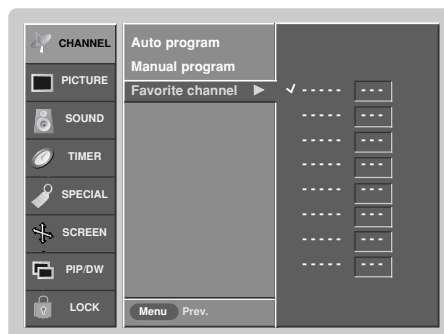 CHANNEL
PICTURE
SOUND
TIMER
SPECIAL
SCREEN
PIP/DW
LOCK
Auto program
Manual program
Favorite channel ▶
✓ ----- ---
----- ---
----- ---
----- ---
----- ---
----- ---
----- ---
----- ---
Menu Prev.